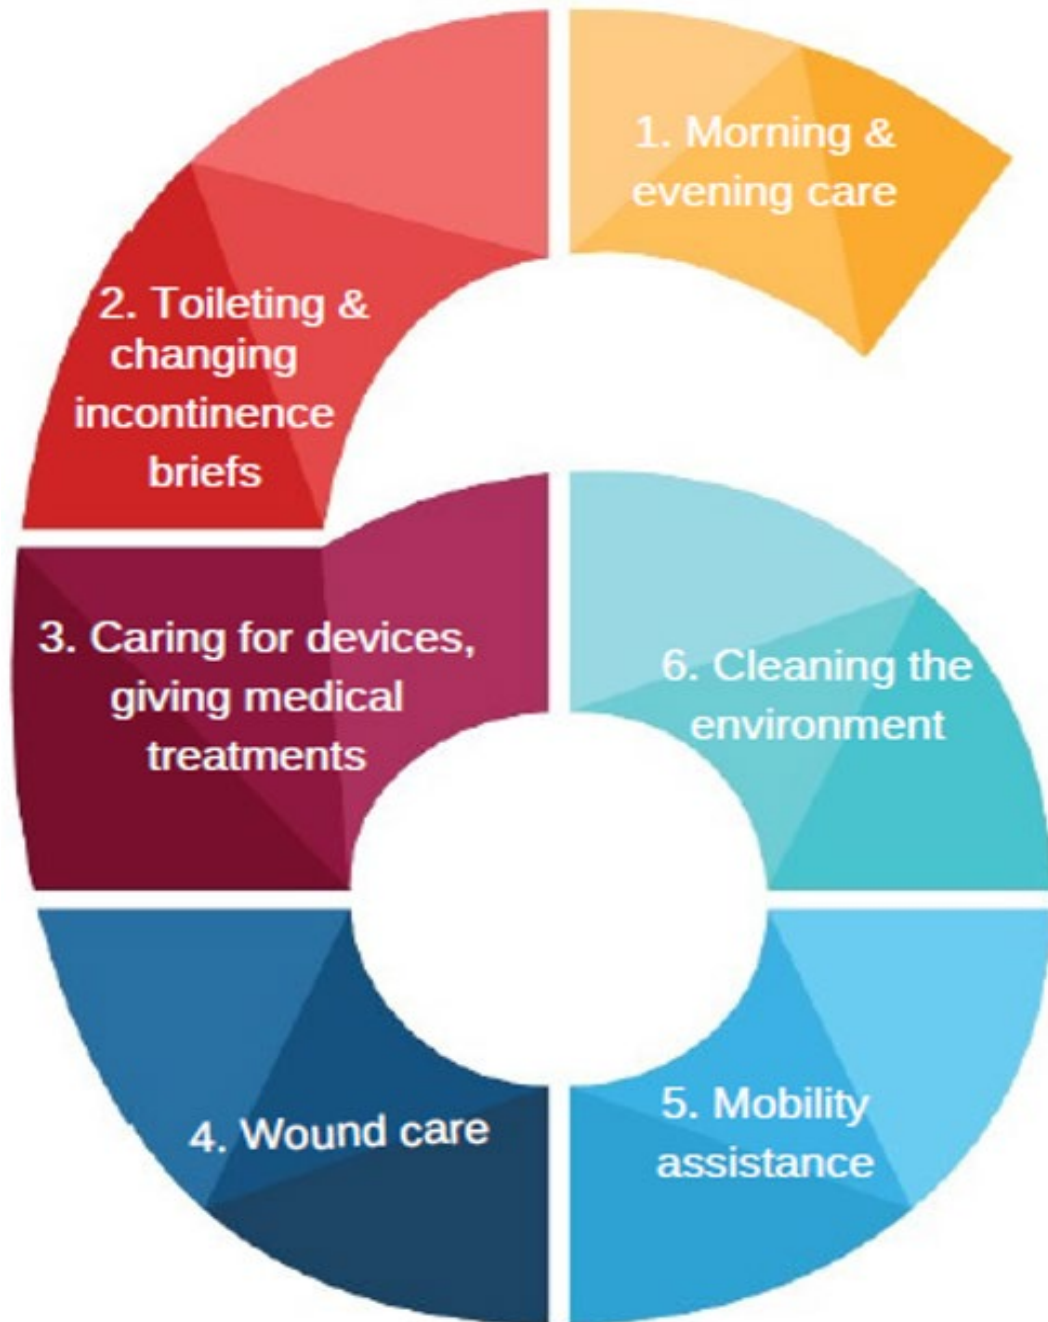 1. Morning &
evening care
2. Toileting &
changing
incontinence
briefs
3. Caring for devices,
giving medical
treatments
4. Wound care
5. Mobility
assistance
6. Cleaning the
environment